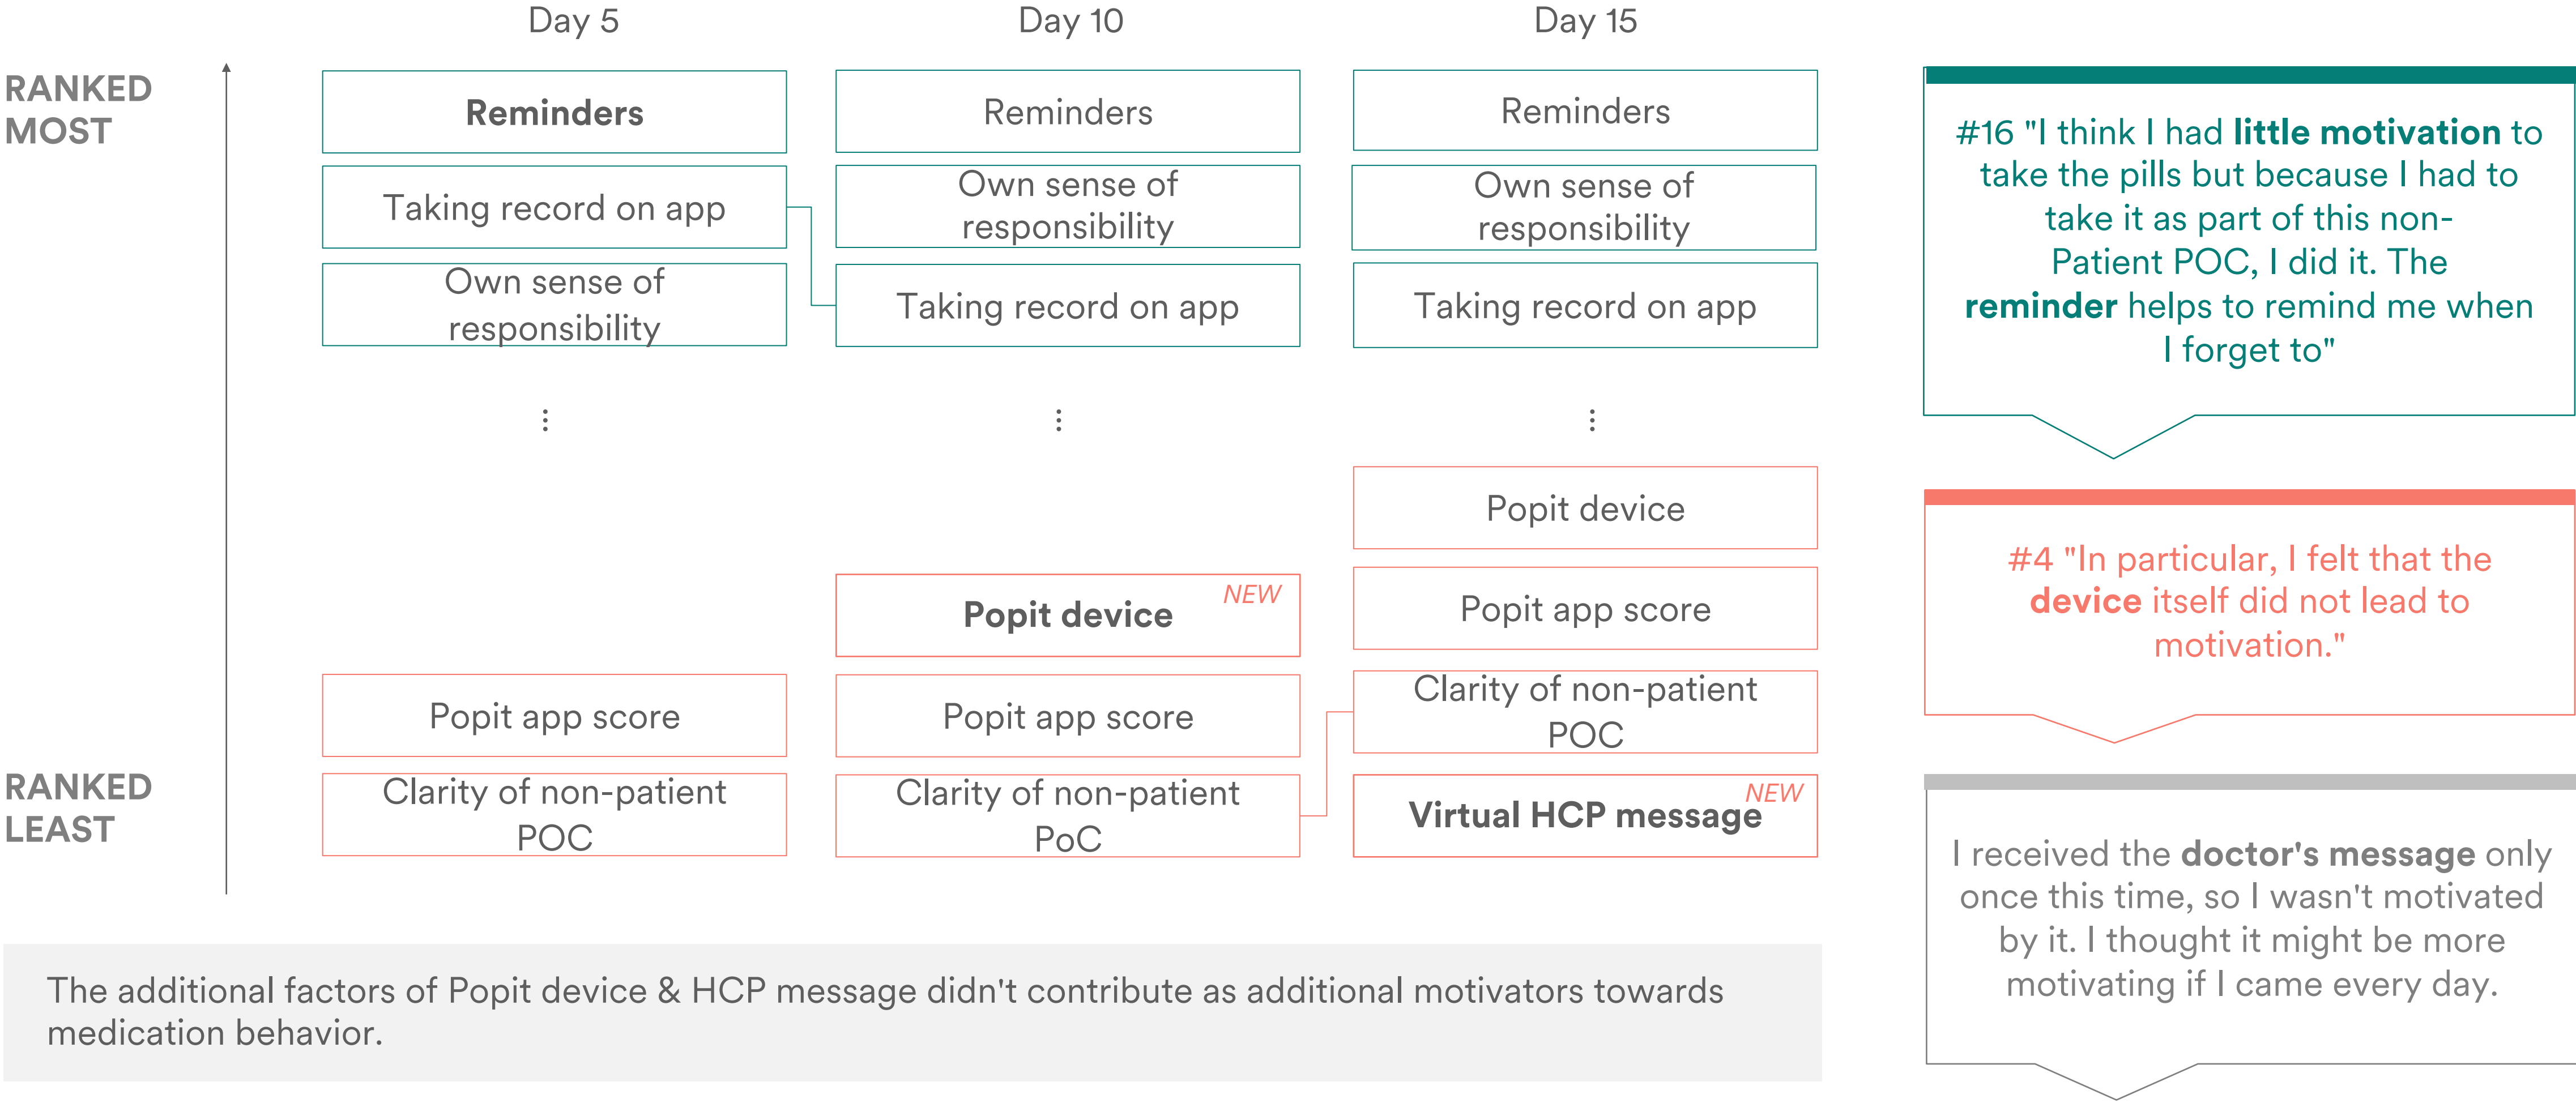 Day 5
Day 10
Day 15
RANKED
MOST
Reminders
Reminders
Reminders
Taking record on app
Own sense of
responsibility
Own sense of
responsibility
Own sense of
responsibility
Taking record on app
Taking record on app
Popit device
Popit device
NEW
Popit app score
Popit app score
Popit app score
Clarity of non-patient
POC
RANKED
LEAST
Clarity of non-patient
POC
Clarity of non-patient
PoC
Virtual HCP message
NEW
The additional factors of Popit device & HCP message didn't contribute as additional motivators towards
medication behavior.
#16 "I think I had little motivation to
take the pills but because I had to
take it as part of this non-
Patient POC, I did it. The
reminder helps to remind me when
I forget to"
#4 "In particular, I felt that the
device itself did not lead to
motivation."
I received the doctor's message only
once this time, so I wasn't motivated
by it. I thought it might be more
motivating if I came every day.